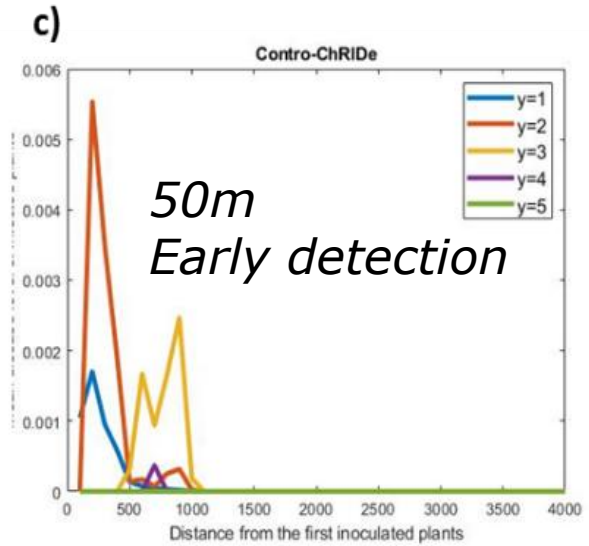 c)
Contro-ChRIDe
0.006
0.005
0.004
0.003
0.002
0.001
0
y=1
y=2
y=3
y=4
y=5
50m
Early detection
0 500 1000 1500 2000 2500 3000 3500 4000
Distance from the first inoculated plants